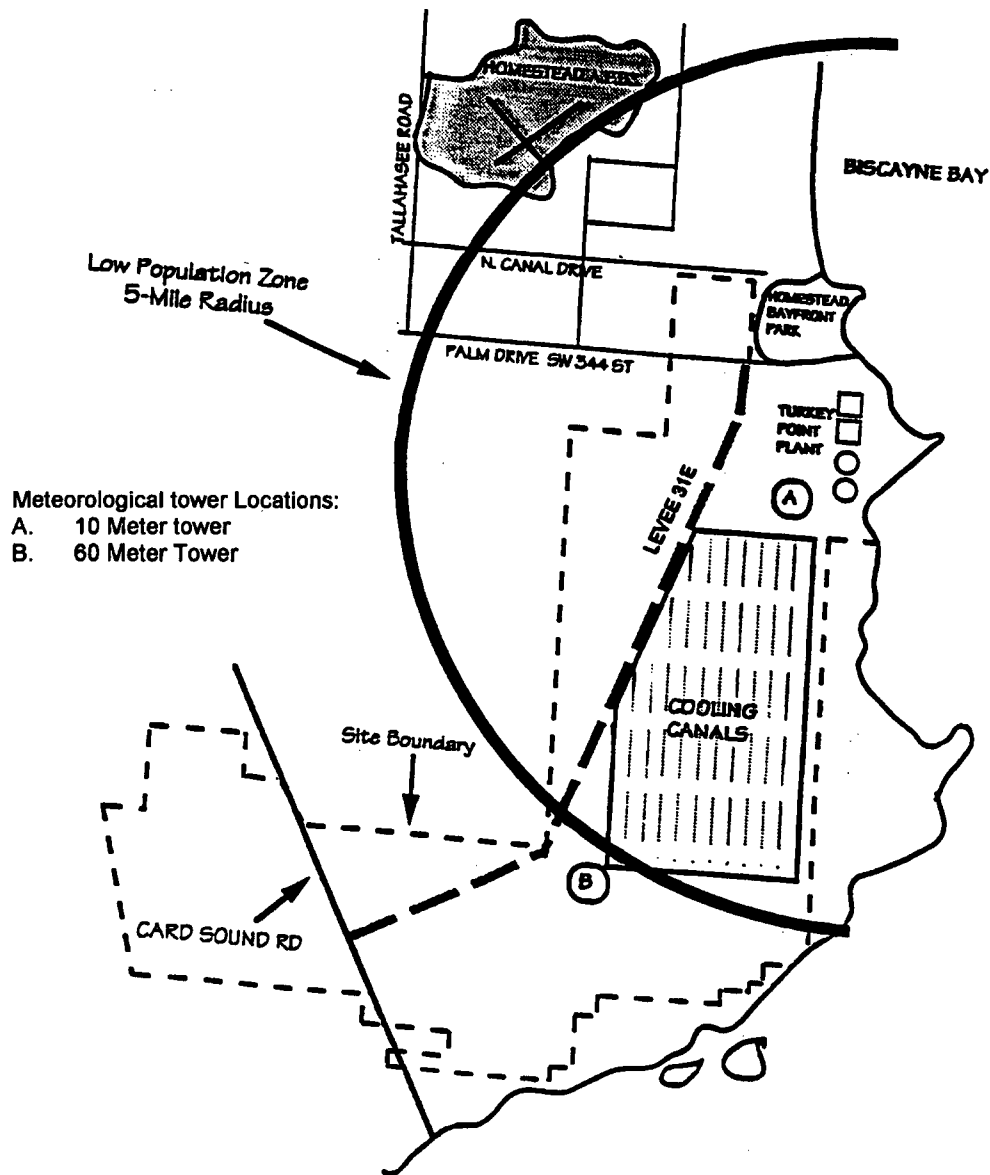 HOMESTEAD A.F.B.
TALLAHASEE ROAD
BISCAYNE BAY
Low Population Zone
5-Mile Radius
N. CANAL DRIVE
HOMESTEAD
BAYFRONT
PARK
PALM DRIVE SW 344 ST
TURKEY
POINT
PLANT
Meteorological tower Locations:
A. 10 Meter tower
B. 60 Meter Tower
LEVEE 31E
A
COOLING
CANALS
Site Boundary
B
CARD SOUND RD